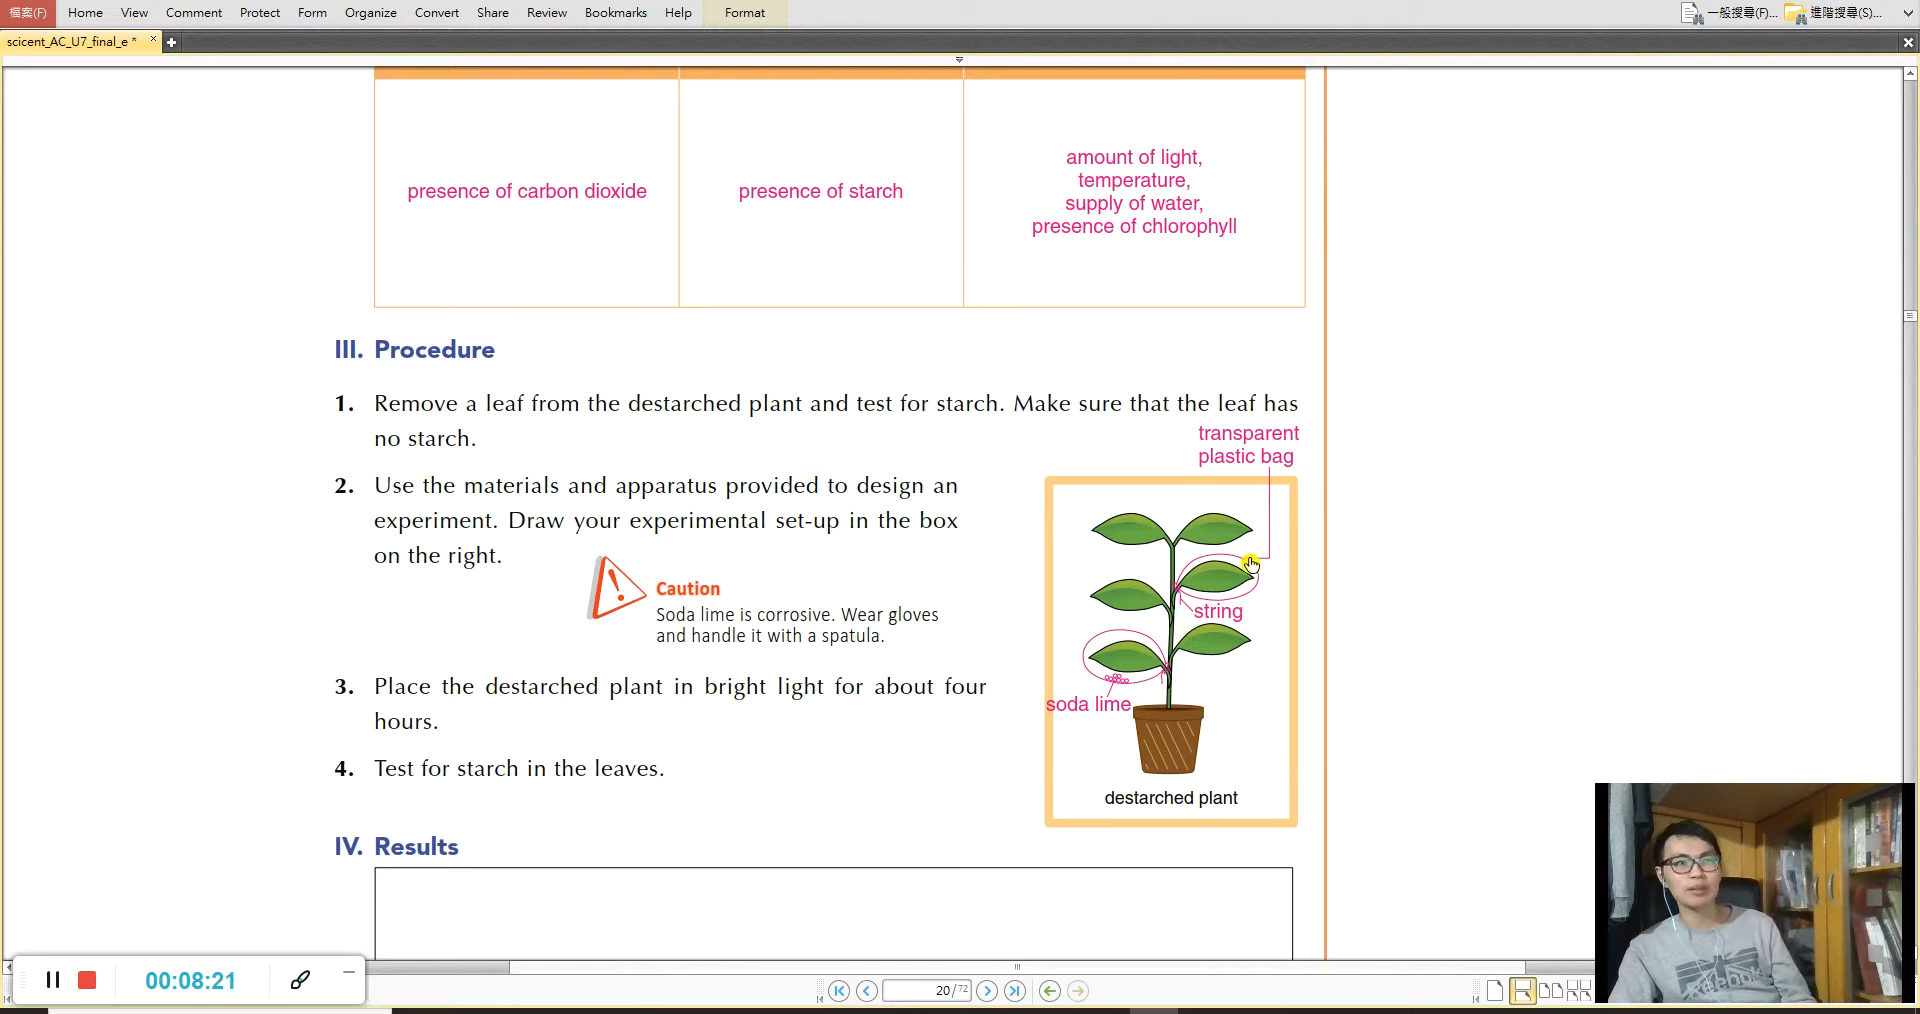 檔案(F) Home View Comment Protect Form Organize Convert Share Review Bookmarks Help Format 一般搜尋(F)... 進階搜尋(S)...
scicent_AC_U7_final_e *
presence of carbon dioxide
presence of starch
amount of light,
temperature,
supply of water,
presence of chlorophyll
III. Procedure
1. Remove a leaf from the destarched plant and test for starch. Make sure that the leaf has
no starch.
2. Use the materials and apparatus provided to design an
experiment. Draw your experimental set-up in the box
on the right.
Caution
Soda lime is corrosive. Wear gloves
and handle it with a spatula.
3. Place the destarched plant in bright light for about four
hours.
4. Test for starch in the leaves.
transparent
plastic bag
string
soda lime
destarched plant
IV. Results
00:08:21
20/72